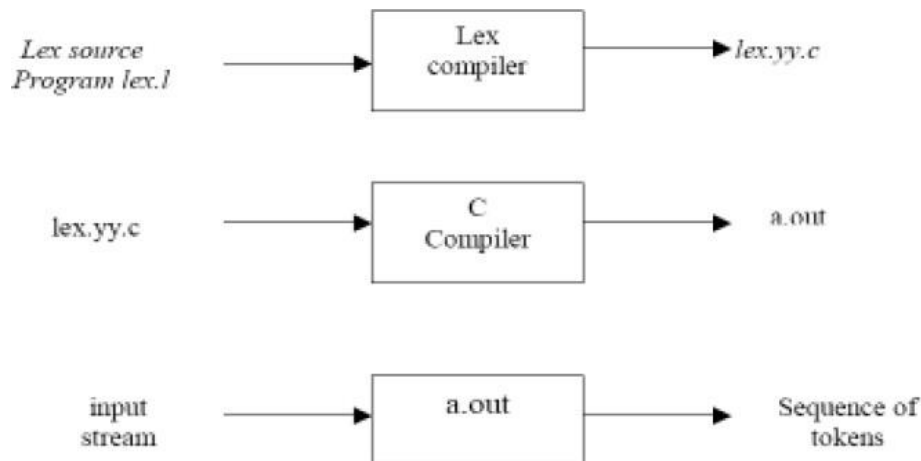 Lex source
Program lex.l
Lex
compiler
lex.yy.c
lex.yy.c
C
Compiler
a.out
input
stream
a.out
Sequence of
tokens